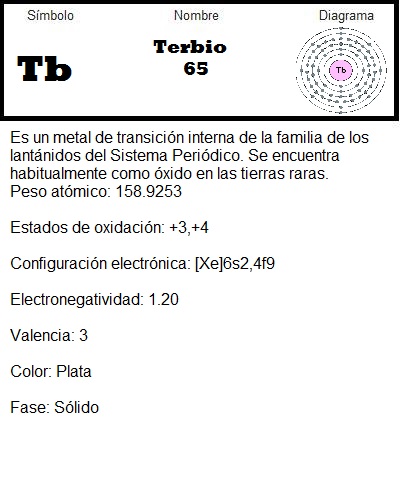 Símbolo Nombre Diagrama
Tb Terbio
65
Tb
Es un metal de transición interna de la familia de los
lantánidos del Sistema Periódico. Se encuentra
habitualmente como óxido en las tierras raras.
Peso atómico: 158.9253
Estados de oxidación: +3,+4
Configuración electrónica: [Xe]6s2,4f9
Electronegatividad: 1.20
Valencia: 3
Color: Plata
Fase: Sólido